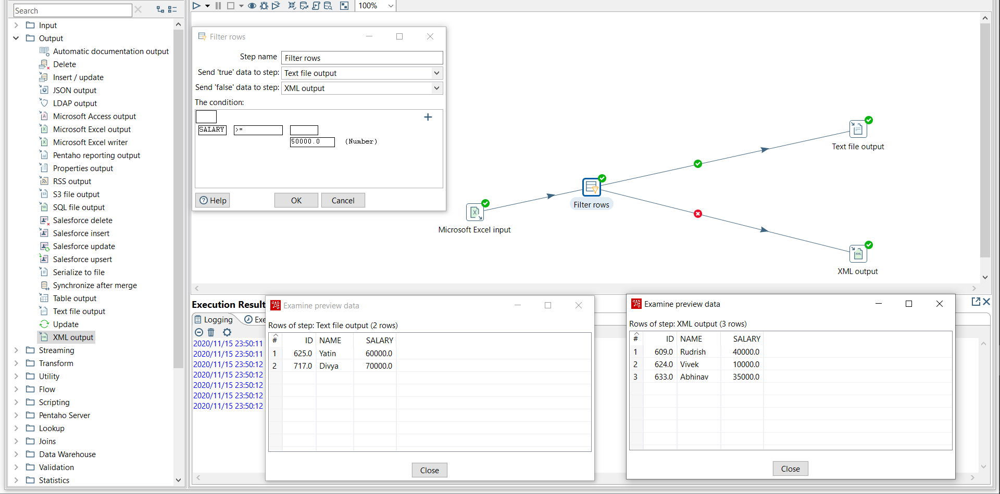 Search
Input
Output
Automatic documentation output
Delete
Insert / update
JSON output
LDAP output
Microsoft Access output
Microsoft Excel output
Microsoft Excel writer
Pentaho reporting output
Properties output
RSS output
S3 file output
SQL file output
Salesforce delete
Salesforce insert
Salesforce update
Salesforce upsert
Serialize to file
Synchronize after merge
Table output
Text file output
Update
XML output
Streaming
Transform
Utility
Flow
Scripting
Pentaho Server
Lookup
Joins
Data Warehouse
Validation
Statistics
100%
Filter rows
Step name Filter rows
Send 'true' data to step: Text file output
Send 'false' data to step: XML output
The condition:
SALARY >=
50000.0 (Number)
Help OK Cancel
Text file output
Filter rows
Microsoft Excel input
XML output
Execution Result
Logging Exe
2020/11/15 23:50:11
2020/11/15 23:50:11
2020/11/15 23:50:12
2020/11/15 23:50:12
2020/11/15 23:50:12
2020/11/15 23:50:12
2020/11/15 23:50:12
Examine preview data
Rows of step: Text file output (2 rows)
# ID NAME SALARY
1 625.0 Yatin 60000.0
2 717.0 Divya 70000.0
Close
Examine preview data
Rows of step: XML output (3 rows)
# ID NAME SALARY
1 609.0 Rudrish 40000.0
2 624.0 Vivek 10000.0
3 633.0 Abhinav 35000.0
Close